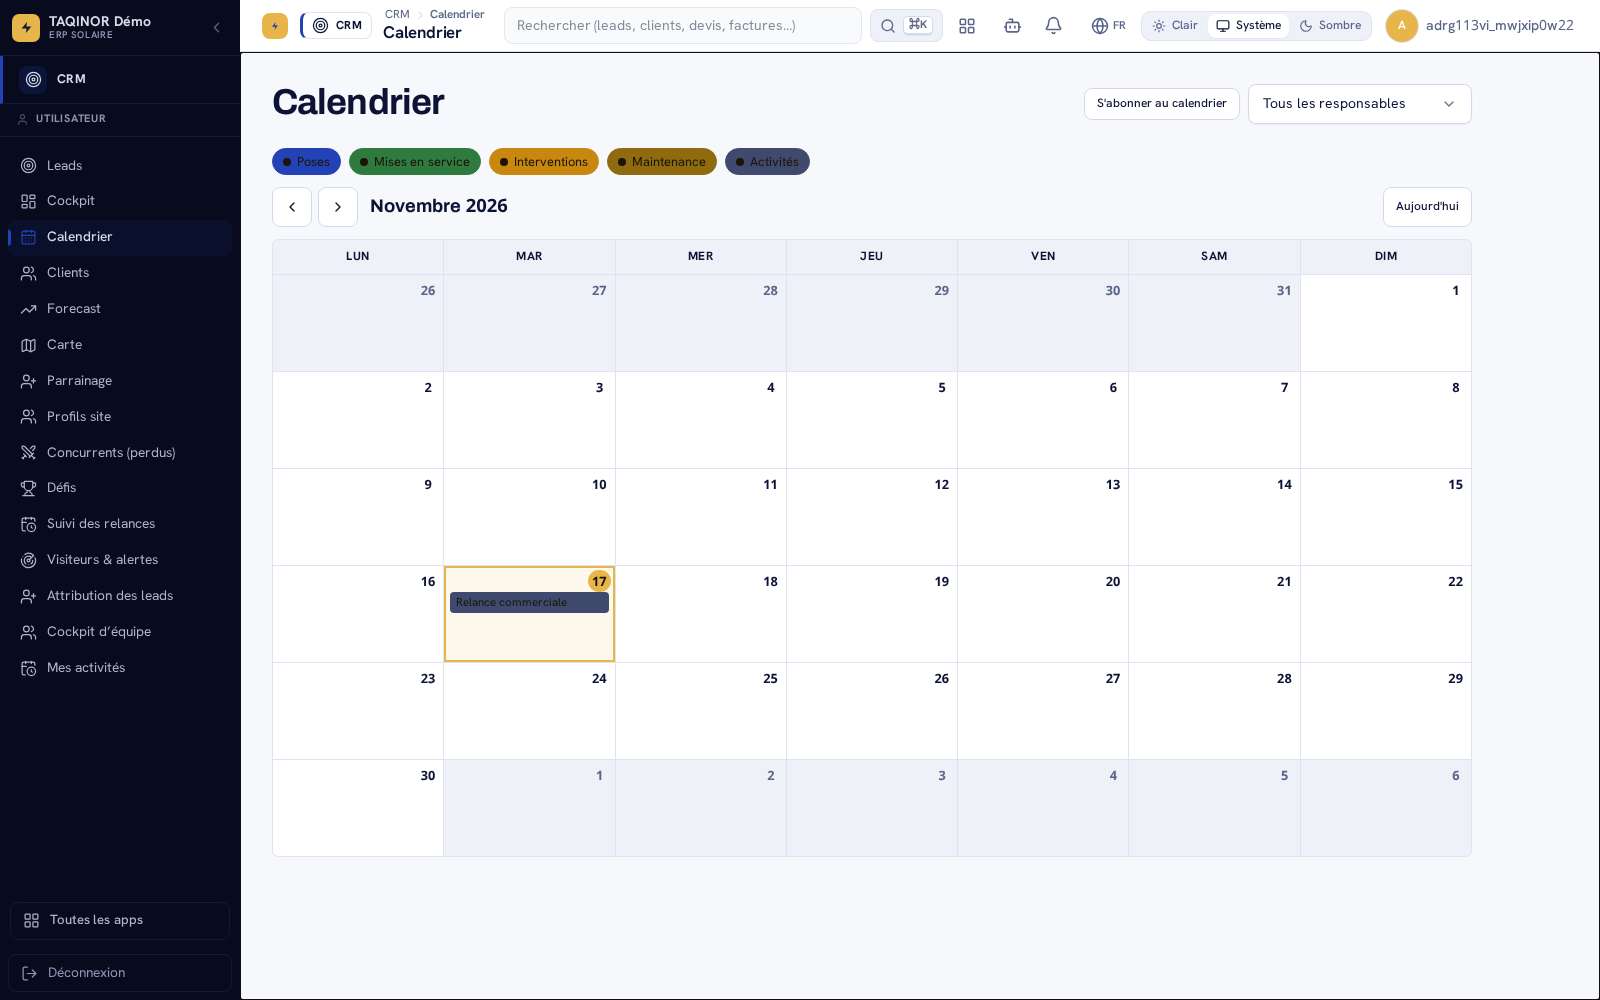 TAQINOR Démo
ERP SOLAIRE
CRM
UTILISATEUR
Leads
Cockpit
Calendrier
Clients
Forecast
Carte
Parrainage
Profils site
Concurrents (perdus)
Défis
Suivi des relances
Visiteurs & alertes
Attribution des leads
Cockpit d’équipe
Mes activités
Toutes les apps
Déconnexion
CRM
CRM Calendrier
Calendrier
Rechercher (leads, clients, devis, factures...)
⌘K
FR
Clair Système Sombre
A adrg113vi_mwjxip0w22
Calendrier
S'abonner au calendrier
Tous les responsables
Poses Mises en service Interventions Maintenance Activités
Novembre 2026
Aujourd'hui
LUN MAR MER JEU VEN SAM DIM
26 27 28 29 30 31 1
2 3 4 5 6 7 8
9 10 11 12 13 14 15
16 17 18 19 20 21 22
Relance commerciale
23 24 25 26 27 28 29
30 1 2 3 4 5 6